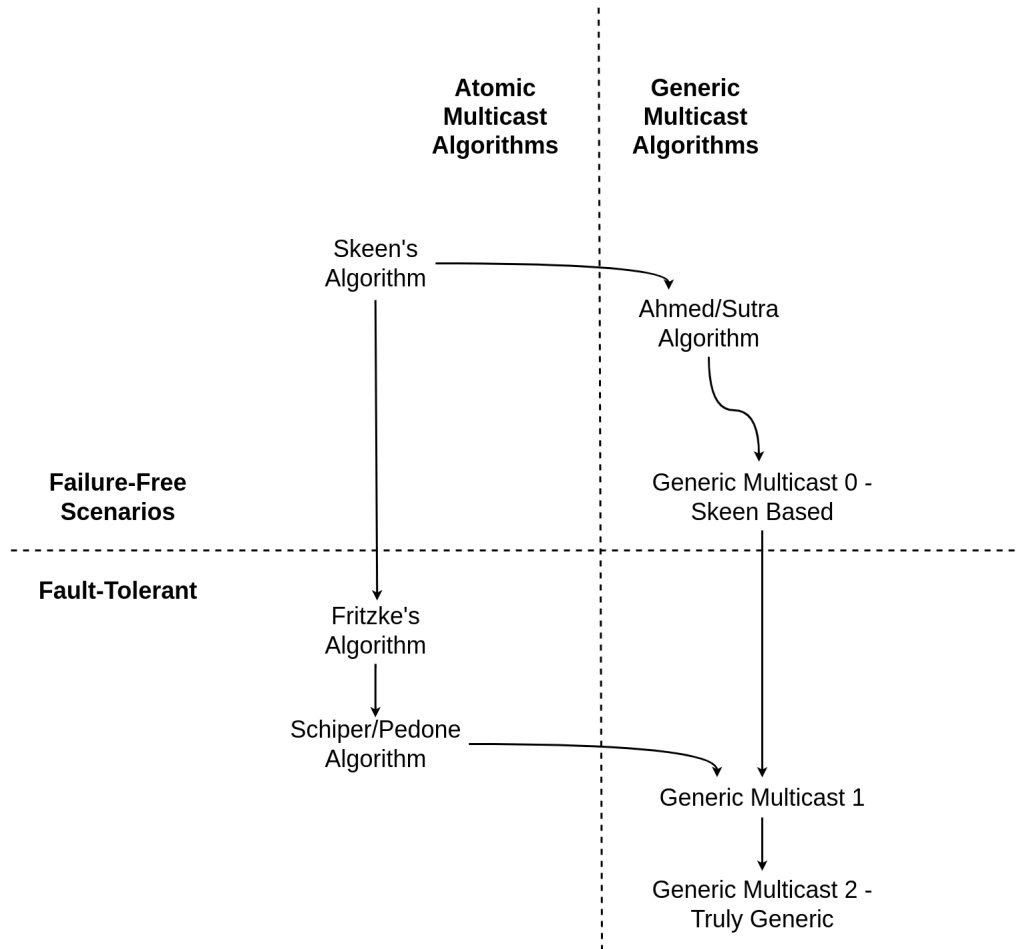 Atomic
Multicast
Algorithms
Generic
Multicast
Algorithms
Skeen's
Algorithm
Ahmed/Sutra
Algorithm
Failure-Free
Scenarios
Generic Multicast 0 -
Skeen Based
Fault-Tolerant
Fritzke's
Algorithm
Schiper/Pedone
Algorithm
Generic Multicast 1
Generic Multicast 2 -
Truly Generic